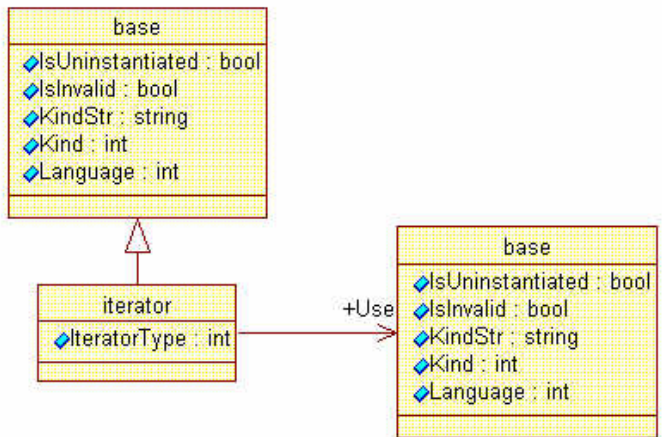 base
IsUninstantiated : bool
IsInvalid : bool
KindStr : string
Kind : int
Language : int
iterator
IteratorType : int
+Use
base
IsUninstantiated : bool
IsInvalid : bool
KindStr : string
Kind : int
Language : int